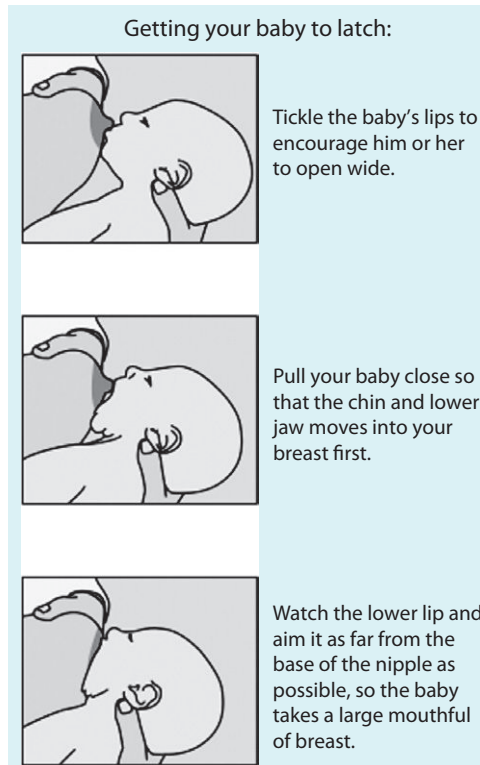 Getting your baby to latch:
Tickle the baby’s lips to
encourage him or her
to open wide.
Pull your baby close so
that the chin and lower
jaw moves into your
breast first.
Watch the lower lip and
aim it as far from the
base of the nipple as
possible, so the baby
takes a large mouthful
of breast.